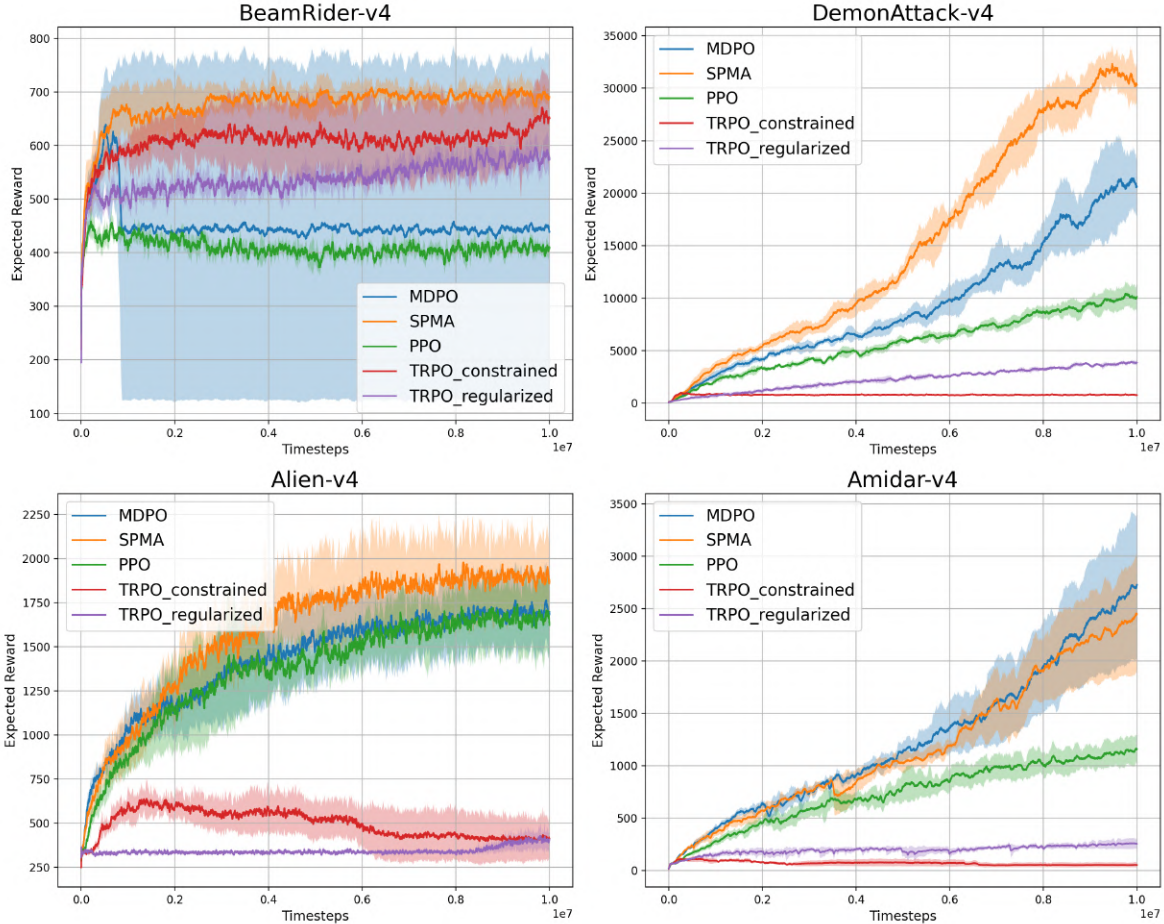 BeamRider-v4
800
700
600
500
400
300
200
100
Expected Reward
MDPO
SPMA
PPO
TRPO_constrained
TRPO_regularized
0.0 0.2 0.4 0.6 0.8 1.0
1e7
Timesteps
DemonAttack-v4
35000
30000
25000
20000
15000
10000
5000
0
Expected Reward
MDPO
SPMA
PPO
TRPO_constrained
TRPO_regularized
0.0 0.2 0.4 0.6 0.8 1.0
1e7
Timesteps
Alien-v4
2250
2000
1750
1500
1250
1000
750
500
250
Expected Reward
MDPO
SPMA
PPO
TRPO_constrained
TRPO_regularized
0.0 0.2 0.4 0.6 0.8 1.0
1e7
Timesteps
Amidar-v4
3500
3000
2500
2000
1500
1000
500
0
Expected Reward
MDPO
SPMA
PPO
TRPO_constrained
TRPO_regularized
0.0 0.2 0.4 0.6 0.8 1.0
1e7
Timesteps